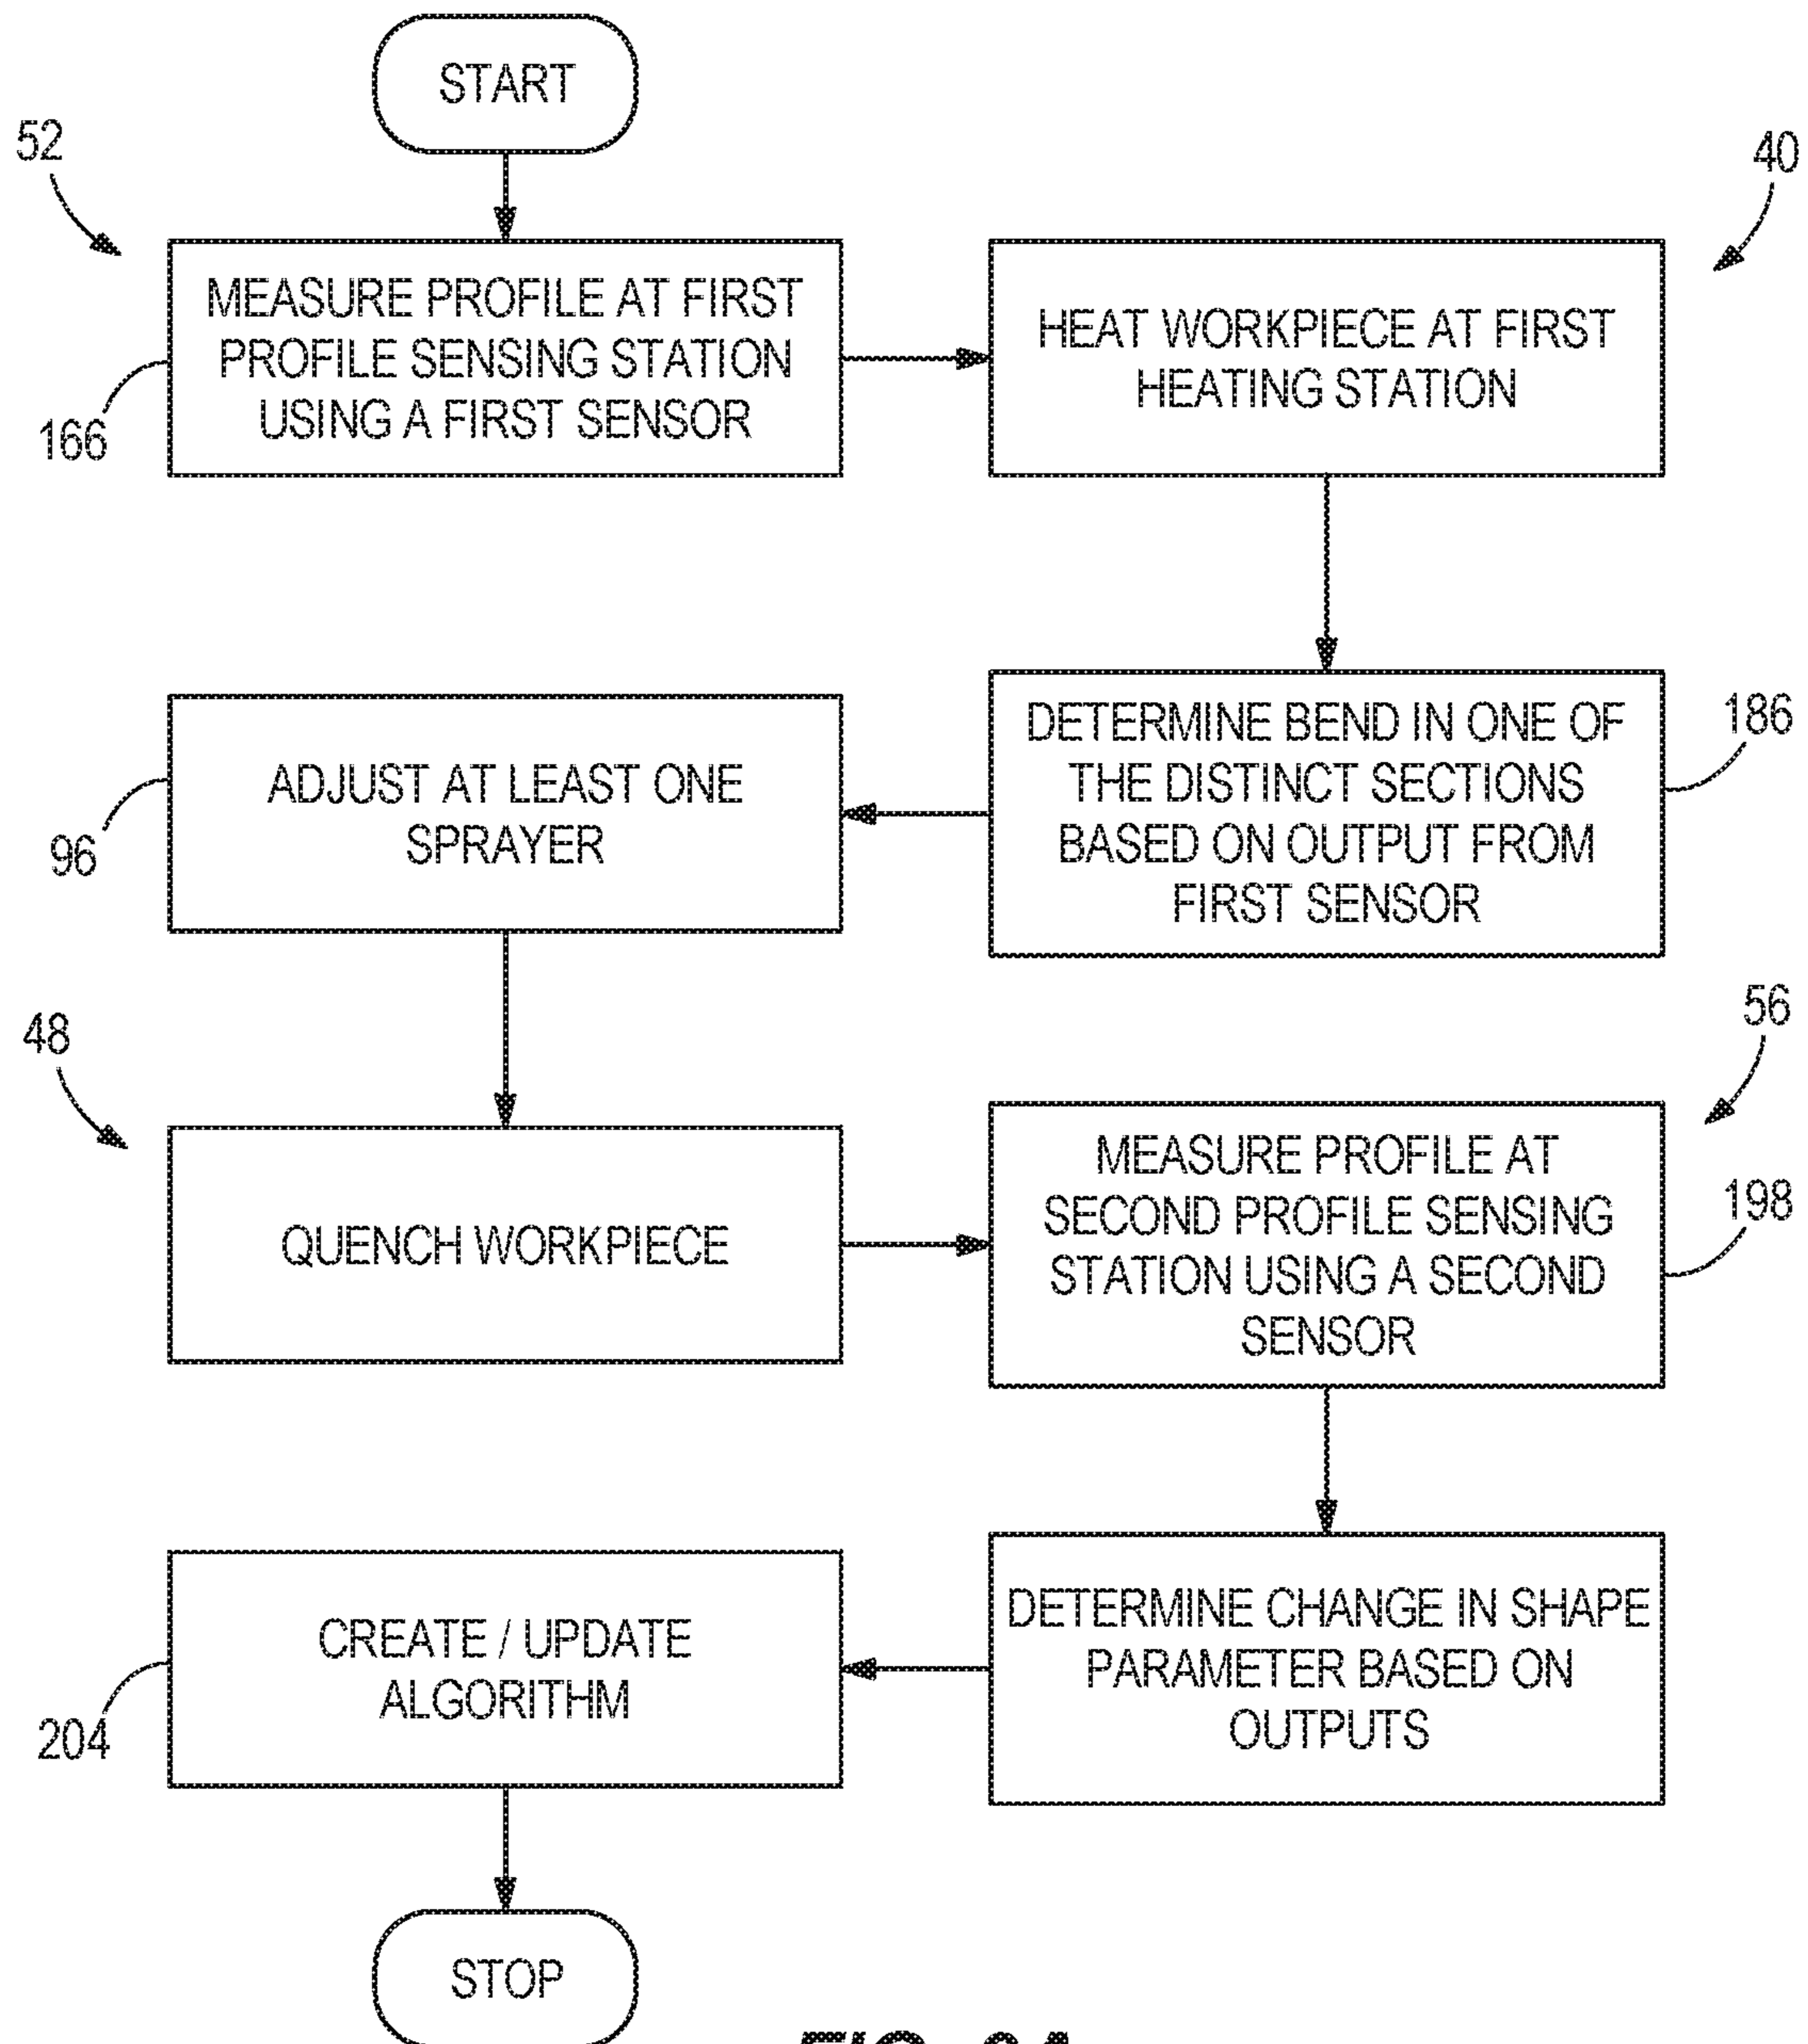 START
52
40
MEASURE PROFILE AT FIRST
PROFILE SENSING STATION
USING A FIRST SENSOR
166
HEAT WORKPIECE AT FIRST
HEATING STATION
DETERMINE BEND IN ONE OF
THE DISTINCT SECTIONS
BASED ON OUTPUT FROM
FIRST SENSOR
186
ADJUST AT LEAST ONE
SPRAYER
96
48
QUENCH WORKPIECE
56
MEASURE PROFILE AT
SECOND PROFILE SENSING
STATION USING A SECOND
SENSOR
198
DETERMINE CHANGE IN SHAPE
PARAMETER BASED ON
OUTPUTS
CREATE / UPDATE
ALGORITHM
204
STOP